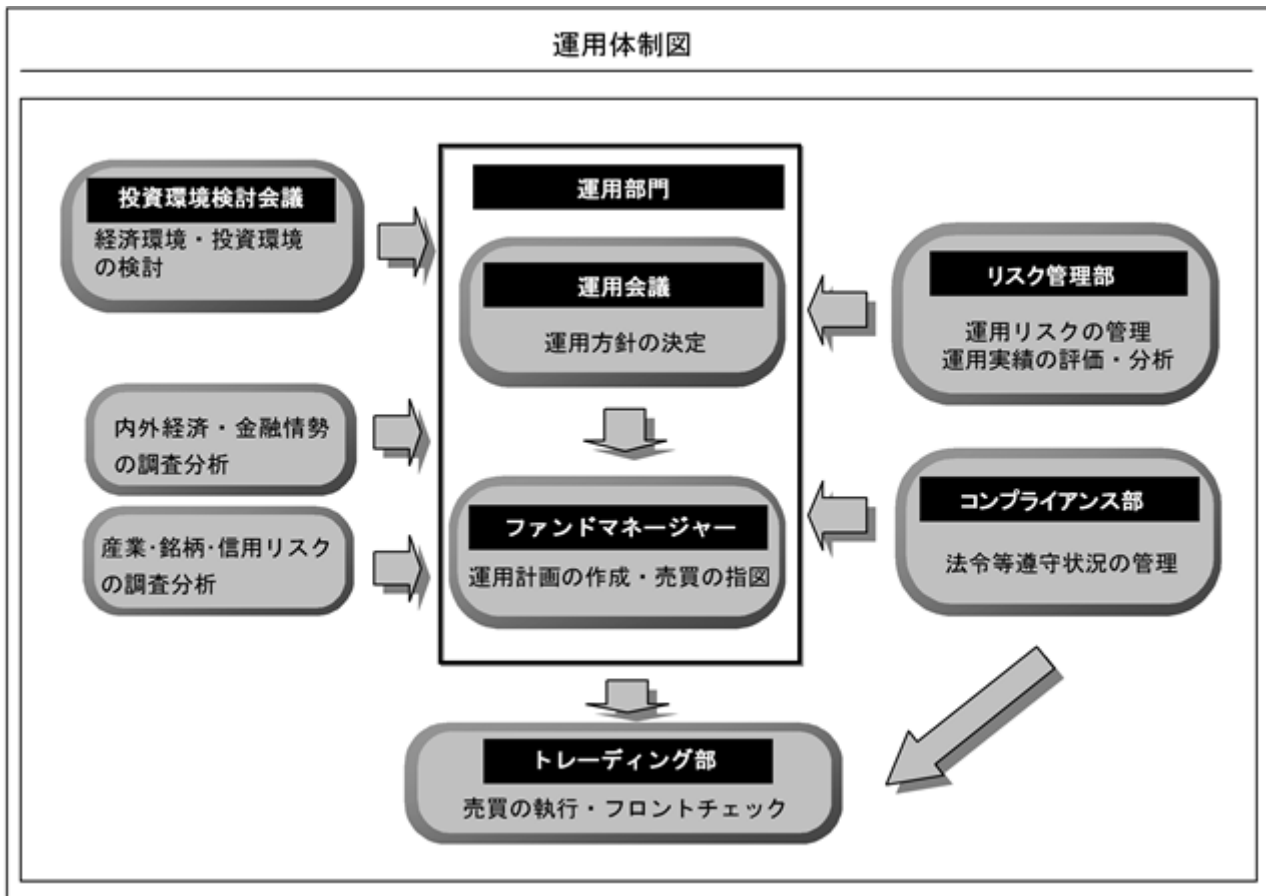 運用体制図
投資環境検討会議
経済環境・投資環境
の検討
内外経済・金融情勢
の調査分析
産業･銘柄･信用リスク
の調査分析
運用部門
運用会議
運用方針の決定
ファンドマネージャー
運用計画の作成・売買の指図
リスク管理部
運用リスクの管理
運用実績の評価・分析
コンプライアンス部
法令等遵守状況の管理
トレーディング部
売買の執行・フロントチェック